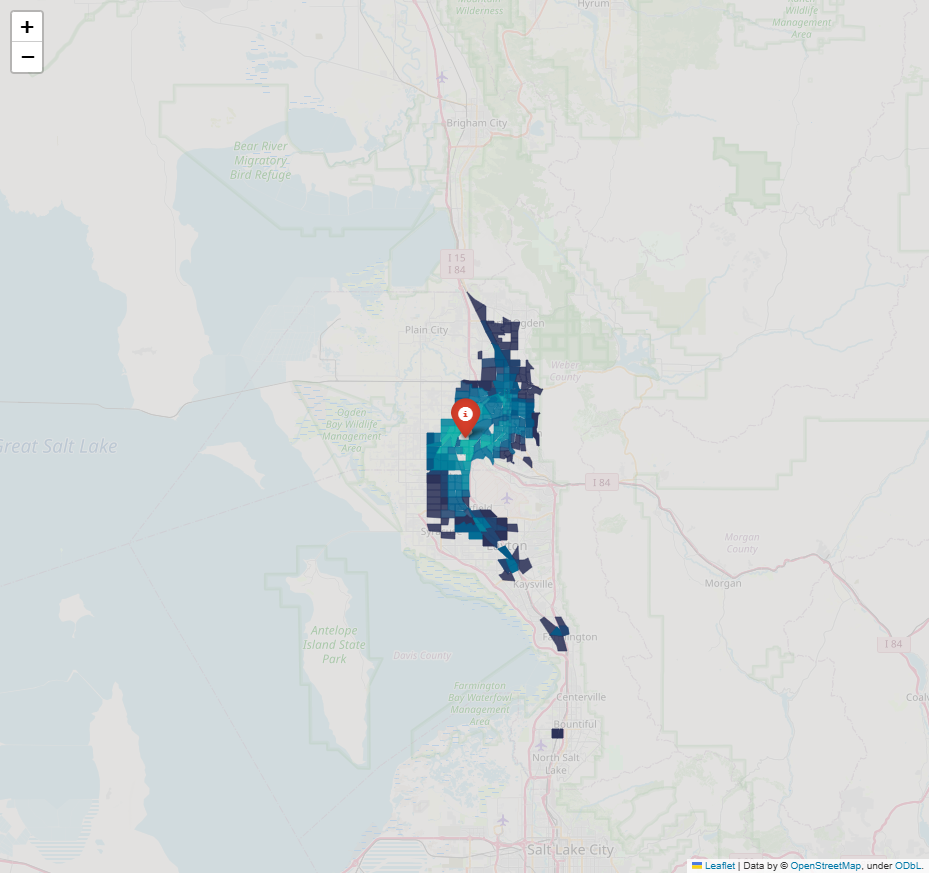 +
−
Wilderness
Hyrum
Wildlife
Management
Area
Brigham City
Bear River
Migratory
Bird Refuge
I 15
I 84
Plain City
Weber
County
Ogden
Bay Wildlife
Management
Area
Great Salt Lake
I 84
Morgan
County
Kaysville
Morgan
Antelope
Island State
Park
Davis County
I 84
Farmington
Bay Waterfowl
Management
Area
Centerville
Bountiful
North Salt
Lake
Salt Lake City
Leaflet | Data by © OpenStreetMap, under ODbL.